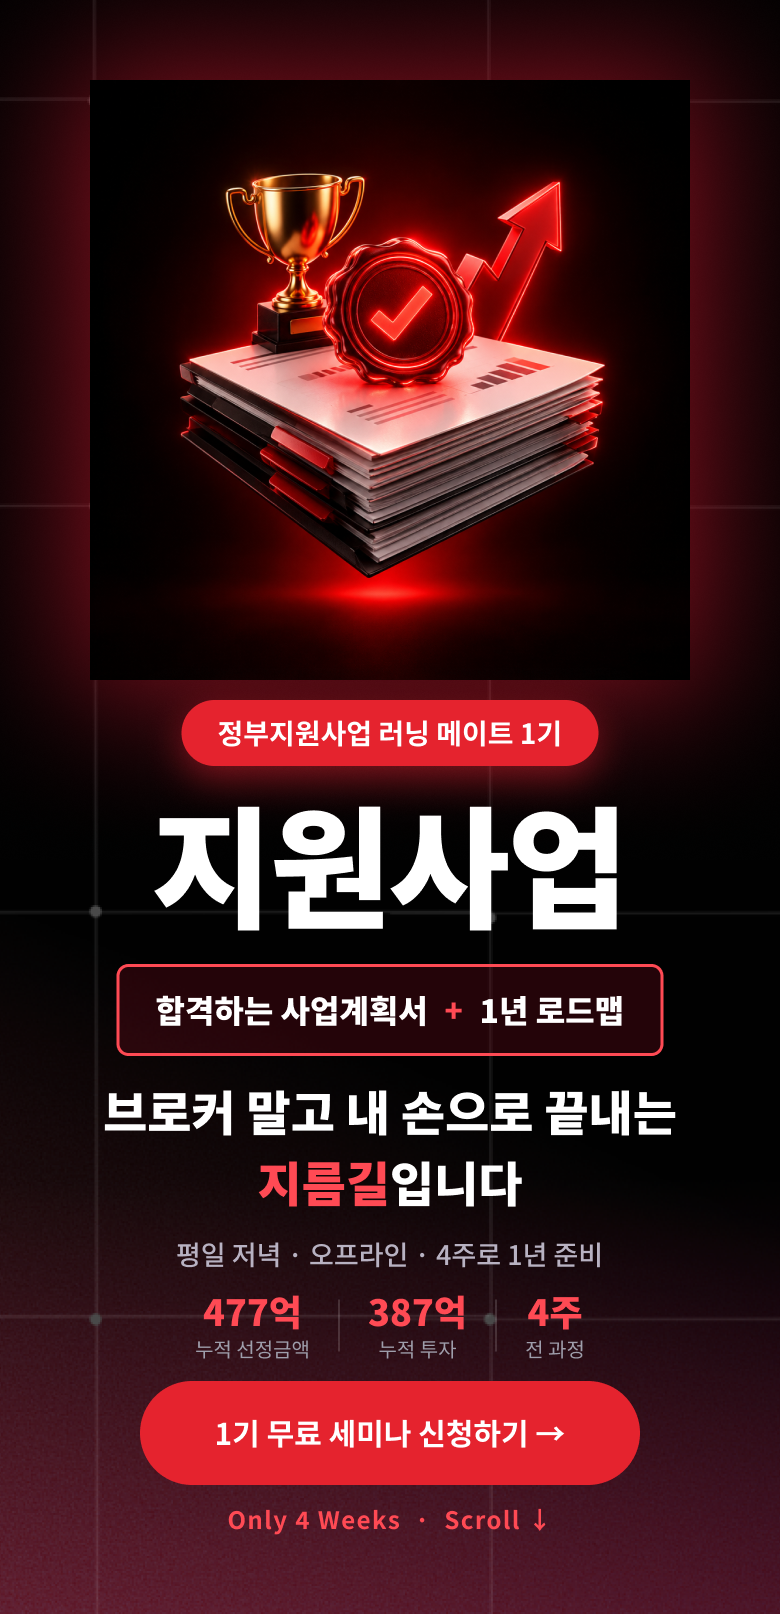 정부지원사업 러닝 메이트 1기
지원사업
합격하는 사업계획서 + 1년 로드맵
브로커 말고 내 손으로 끝내는
지름길입니다
평일 저녁 · 오프라인 · 4주로 1년 준비
477억 387억 4주
누적 선정금액 누적 투자 전 과정
1기 무료 세미나 신청하기 →
Only 4 Weeks · Scroll ↓